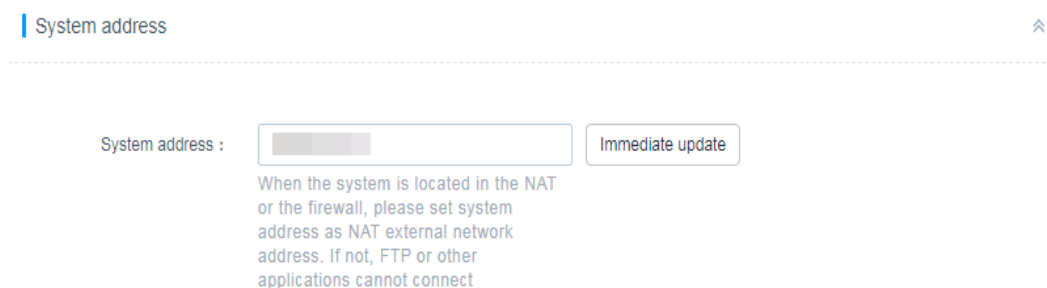 System address
System address :
Immediate update
When the system is located in the NAT
or the firewall, please set system
address as NAT external network
address. If not, FTP or other
applications cannot connect